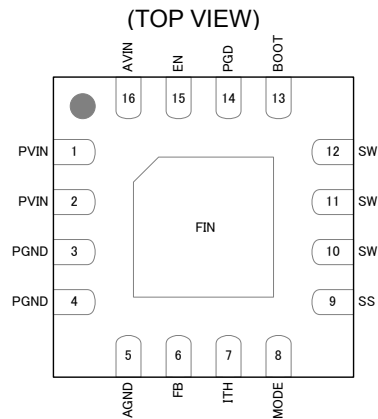 (TOP VIEW)
AVIN EN PGD BOOT
16 15 14 13
PVIN 1 12 SW
PVIN 2 11 SW
FIN
PGND 3 10 SW
PGND 4 9 SS
5 6 7 8
AGND FB ITH MODE